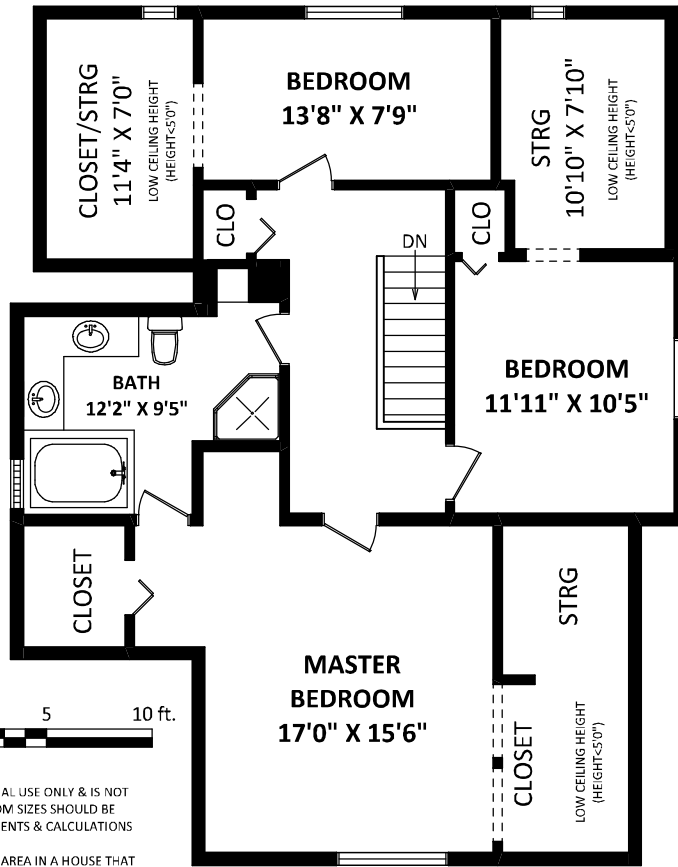 CLOSET/STRG
11'4" X 7'0"
LOW CEILING HEIGHT
(HEIGHT<5'0")
BEDROOM
13'8" X 7'9"
STRG
10'10" X 7'10"
LOW CEILING HEIGHT
(HEIGHT<5'0")
CLO
CLO
DN
BATH
12'2" X 9'5"
BEDROOM
11'11" X 10'5"
CLOSET
STRG
MASTER
BEDROOM
17'0" X 15'6"
CLOSET
LOW CEILING HEIGHT
(HEIGHT<5'0")
5 10 ft.
AL USE ONLY & IS NOT
OM SIZES SHOULD BE
ENTS & CALCULATIONS
AREA IN A HOUSE THAT